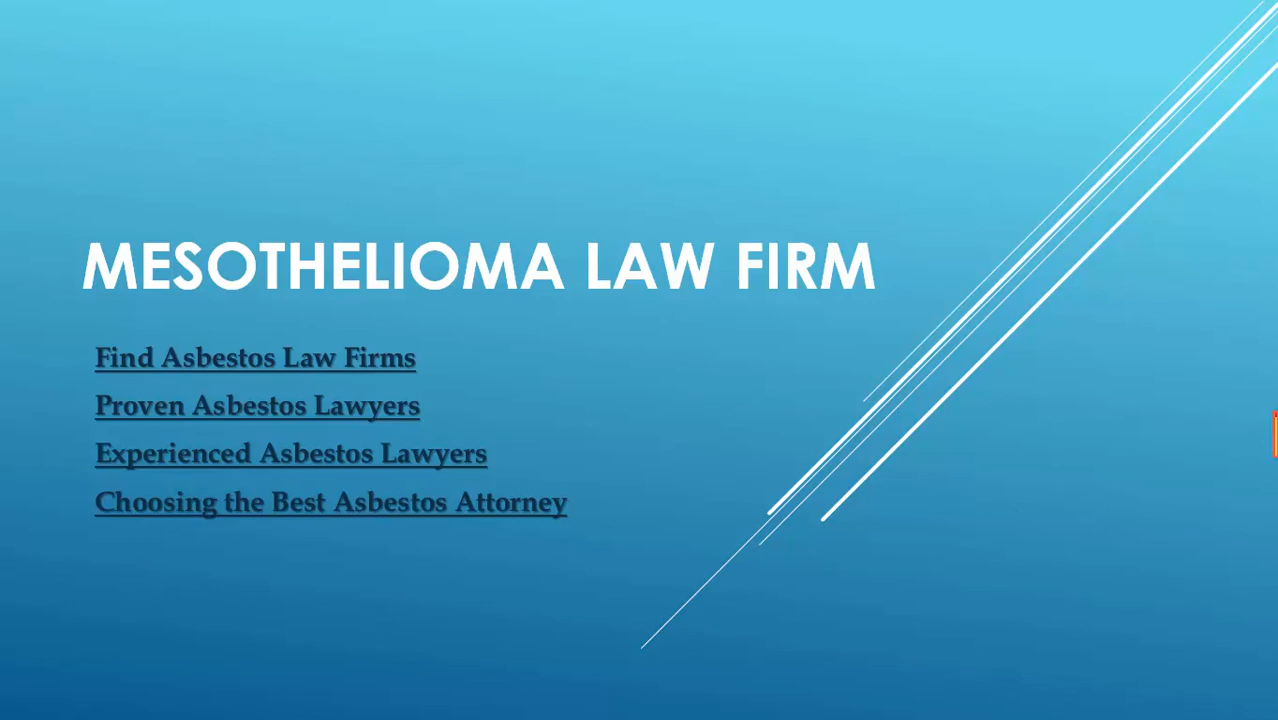 MESOTHELIOMA LAW FIRM
Find Asbestos Law Firms
Proven Asbestos Lawyers
Experienced Asbestos Lawyers
Choosing the Best Asbestos Attorney